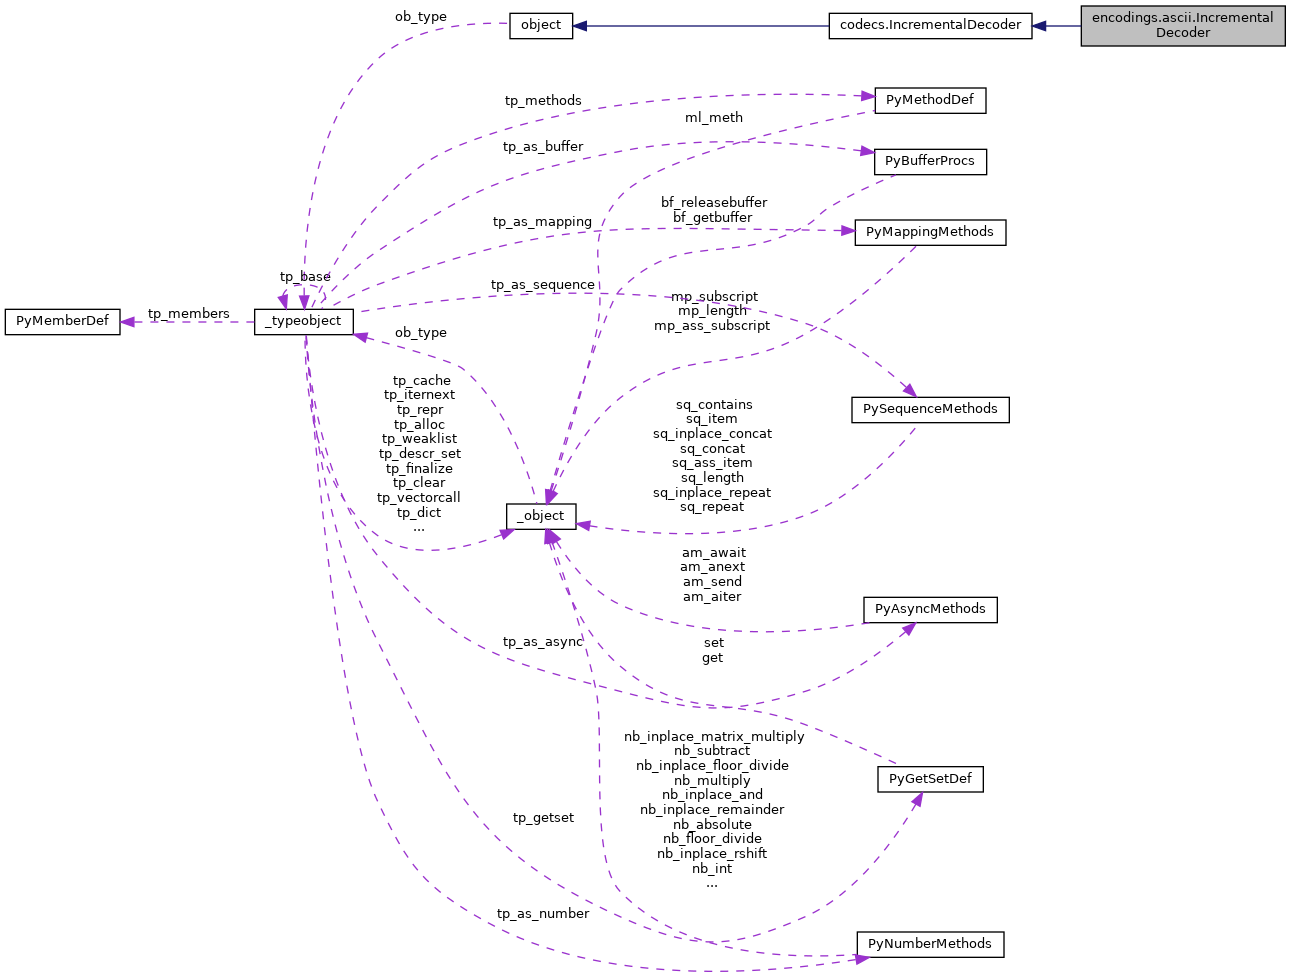 ob_type
object
codecs.IncrementalDecoder
encodings.ascii.Incremental
Decoder
tp_methods
PyMethodDef
ml_meth
tp_as_buffer
PyBufferProcs
bf_releasebuffer
bf_getbuffer
tp_as_mapping
PyMappingMethods
tp_base
tp_as_sequence
mp_subscript
mp_length
mp_ass_subscript
PyMemberDef
tp_members
_typeobject
ob_type
tp_cache
tp_iternext
tp_repr
tp_alloc
tp_weaklist
tp_descr_set
tp_finalize
tp_clear
tp_vectorcall
tp_dict
...
sq_contains
sq_item
sq_inplace_concat
sq_concat
sq_ass_item
sq_length
sq_inplace_repeat
sq_repeat
PySequenceMethods
_object
am_await
am_anext
am_send
am_aiter
PyAsyncMethods
tp_as_async
set
get
nb_inplace_matrix_multiply
nb_subtract
nb_inplace_floor_divide
nb_multiply
nb_inplace_and
nb_inplace_remainder
nb_absolute
nb_floor_divide
nb_inplace_rshift
nb_int
...
PyGetSetDef
tp_getset
tp_as_number
PyNumberMethods